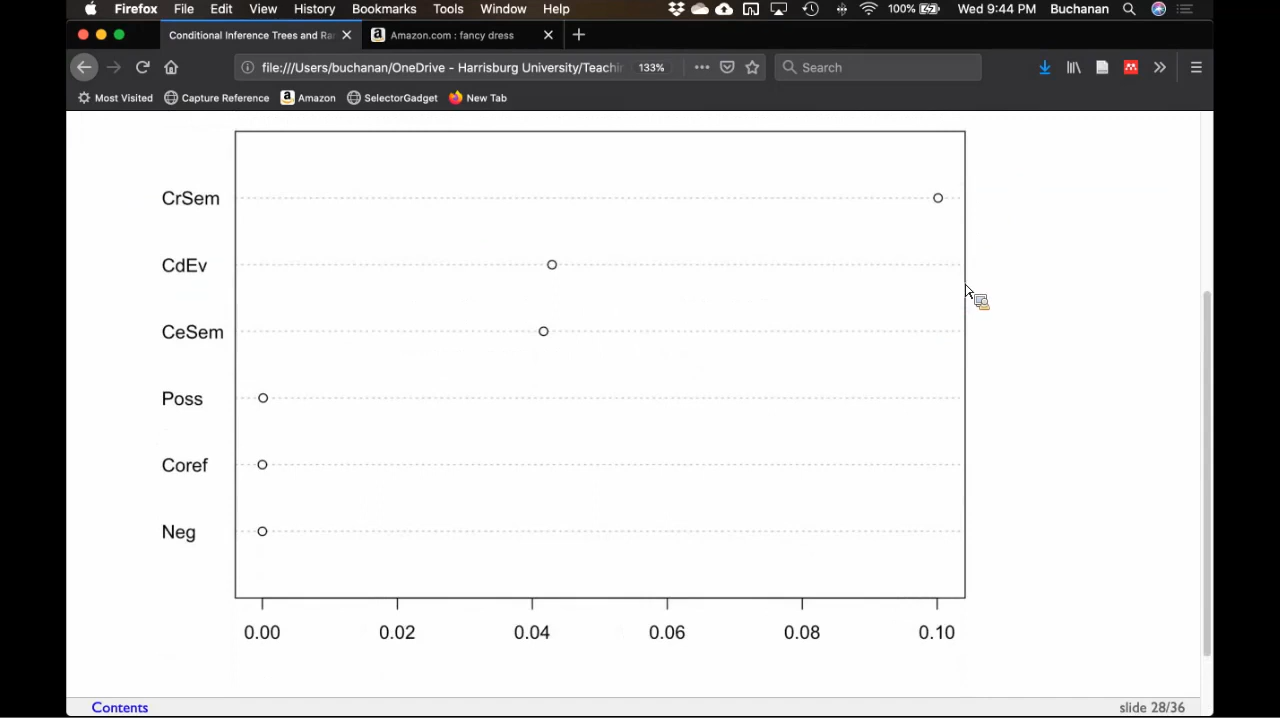 Firefox File Edit View History Bookmarks Tools Window Help 100% Wed 9:44 PM Buchanan
Conditional Inference Trees and Ra
a Amazon.com : fancy dress
file:///Users/buchanan/OneDrive - Harrisburg University/Teachin 133% Search
Most Visited Capture Reference a Amazon SelectorGadget New Tab
CrSem
CdEv
CeSem
Poss
Coref
Neg
0.00 0.02 0.04 0.06 0.08 0.10
Contents slide 28/36